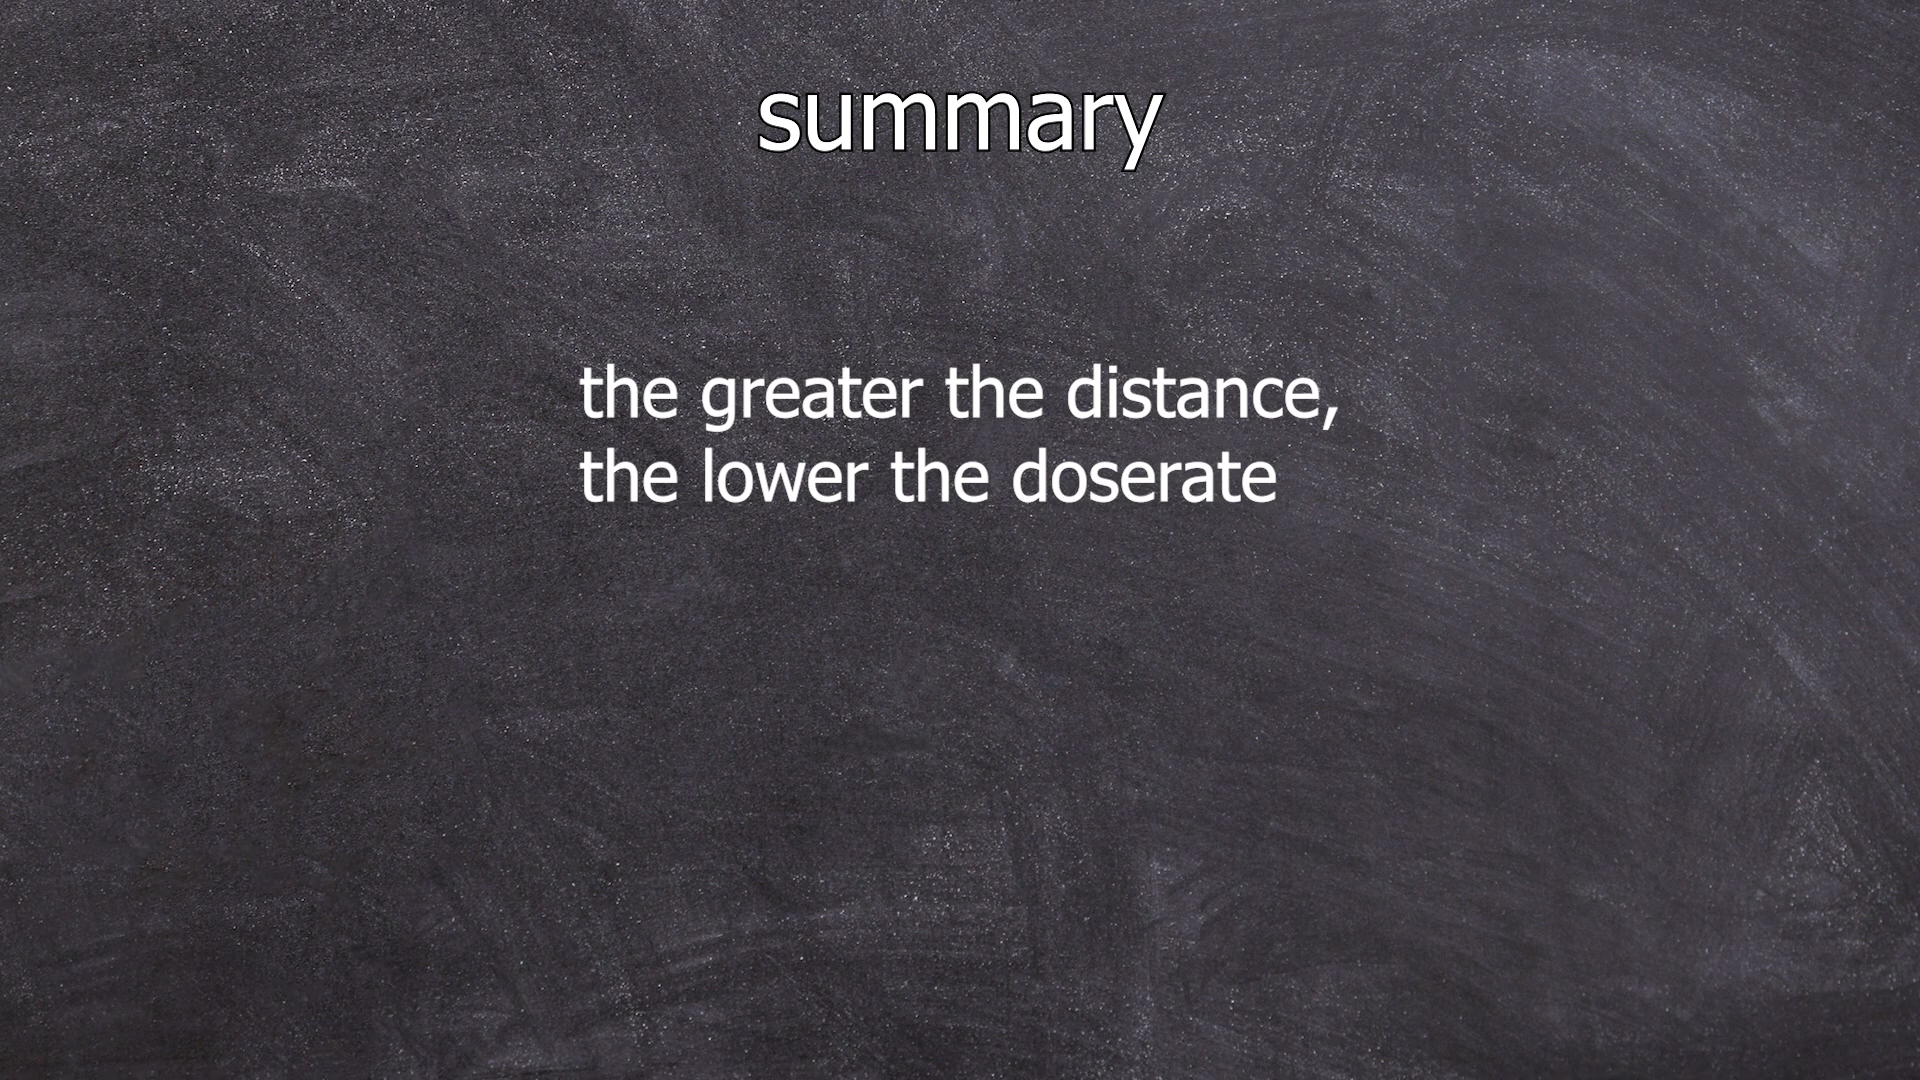 summary
the greater the distance,
the lower the doserate